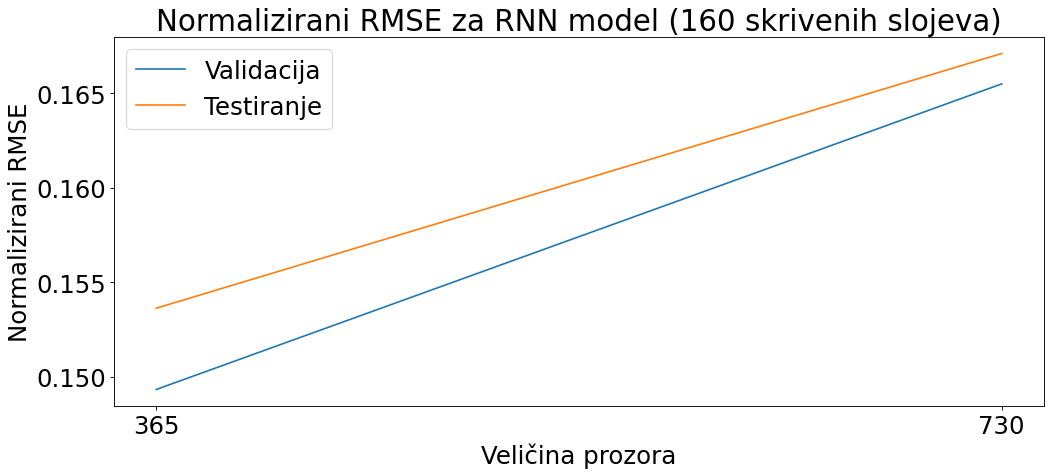 Normalizirani RMSE za RNN model (160 skrivenih slojeva)
Validacija
Testiranje
Normalizirani RMSE
0.165
0.160
0.155
0.150
365
730
Veličina prozora